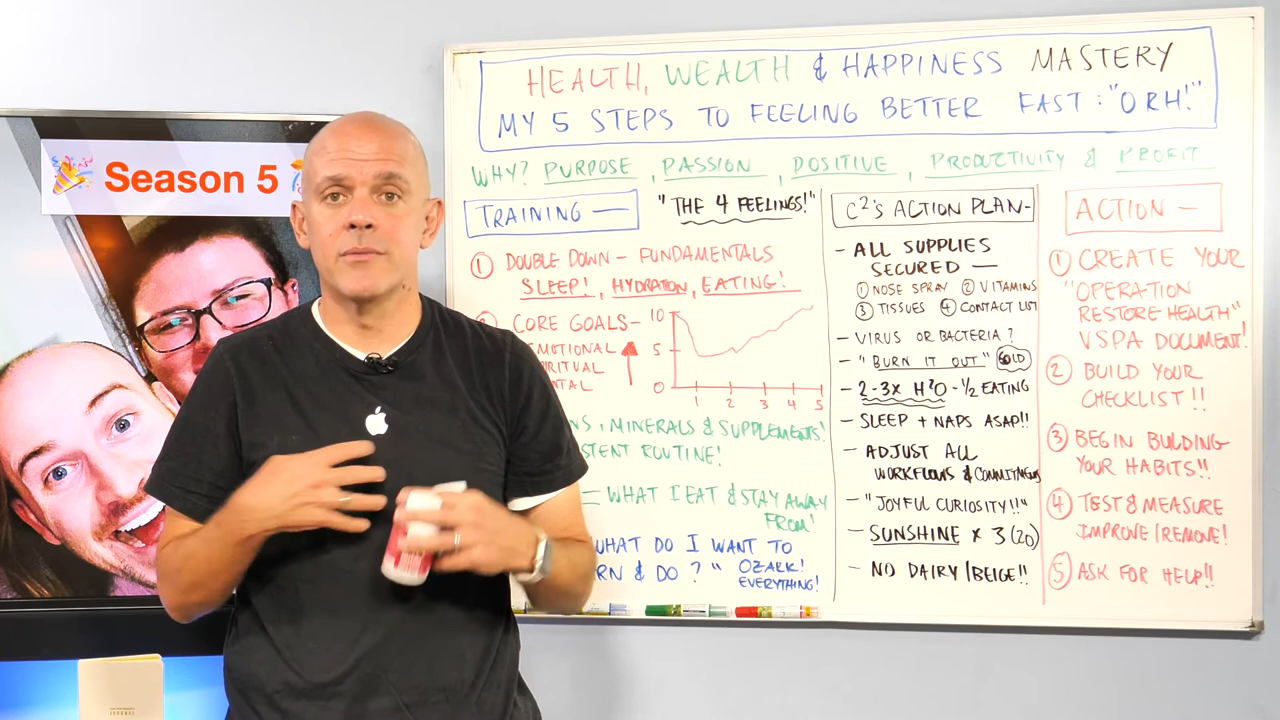 Season 5
HEALTH, WEALTH & HAPPINESS MASTERY
MY 5 STEPS TO FEELING BETTER FAST: "ORH!"
WHY? PURPOSE, PASSION, POSITIVE, PRODUCTIVITY & PROFIT
TRAINING —
"THE 4 FEELINGS!"
① DOUBLE DOWN - FUNDAMENTALS
SLEEP!, HYDRATION, EATING!
CORE GOALS -
10
5
0
1 2 3 4 5
, MINERALS & SUPPLEMENTS!
ROUTINE!
= WHAT I EAT & STAY AWAY
FROM!
WHAT DO I WANT TO
& DO?" OZARK!
EVERYTHING!
C²'s ACTION PLAN-
- ALL SUPPLIES
SECURED —
① NOSE SPRAY ② VITAMINS
③ TISSUES ④ CONTACT LIST
- VIRUS OR BACTERIA?
- "BURN IT OUT" GOLD
- 2-3x H²O - 1/2 EATING
- SLEEP + NAPS ASAP!!
- ADJUST ALL
WORKFLOWS & COMMITMENTS
- "JOYFUL CURIOSITY!!"
- SUNSHINE x 3 (20)
- NO DAIRY/BEIGE!!
ACTION —
① CREATE YOUR
"OPERATION
RESTORE HEALTH"
VSPA DOCUMENT!
② BUILD YOUR
CHECKLIST!!
③ BEGIN BUILDING
YOUR HABITS!!
④ TEST & MEASURE
IMPROVE/REMOVE!
⑤ ASK FOR HELP!!
JOURNAL